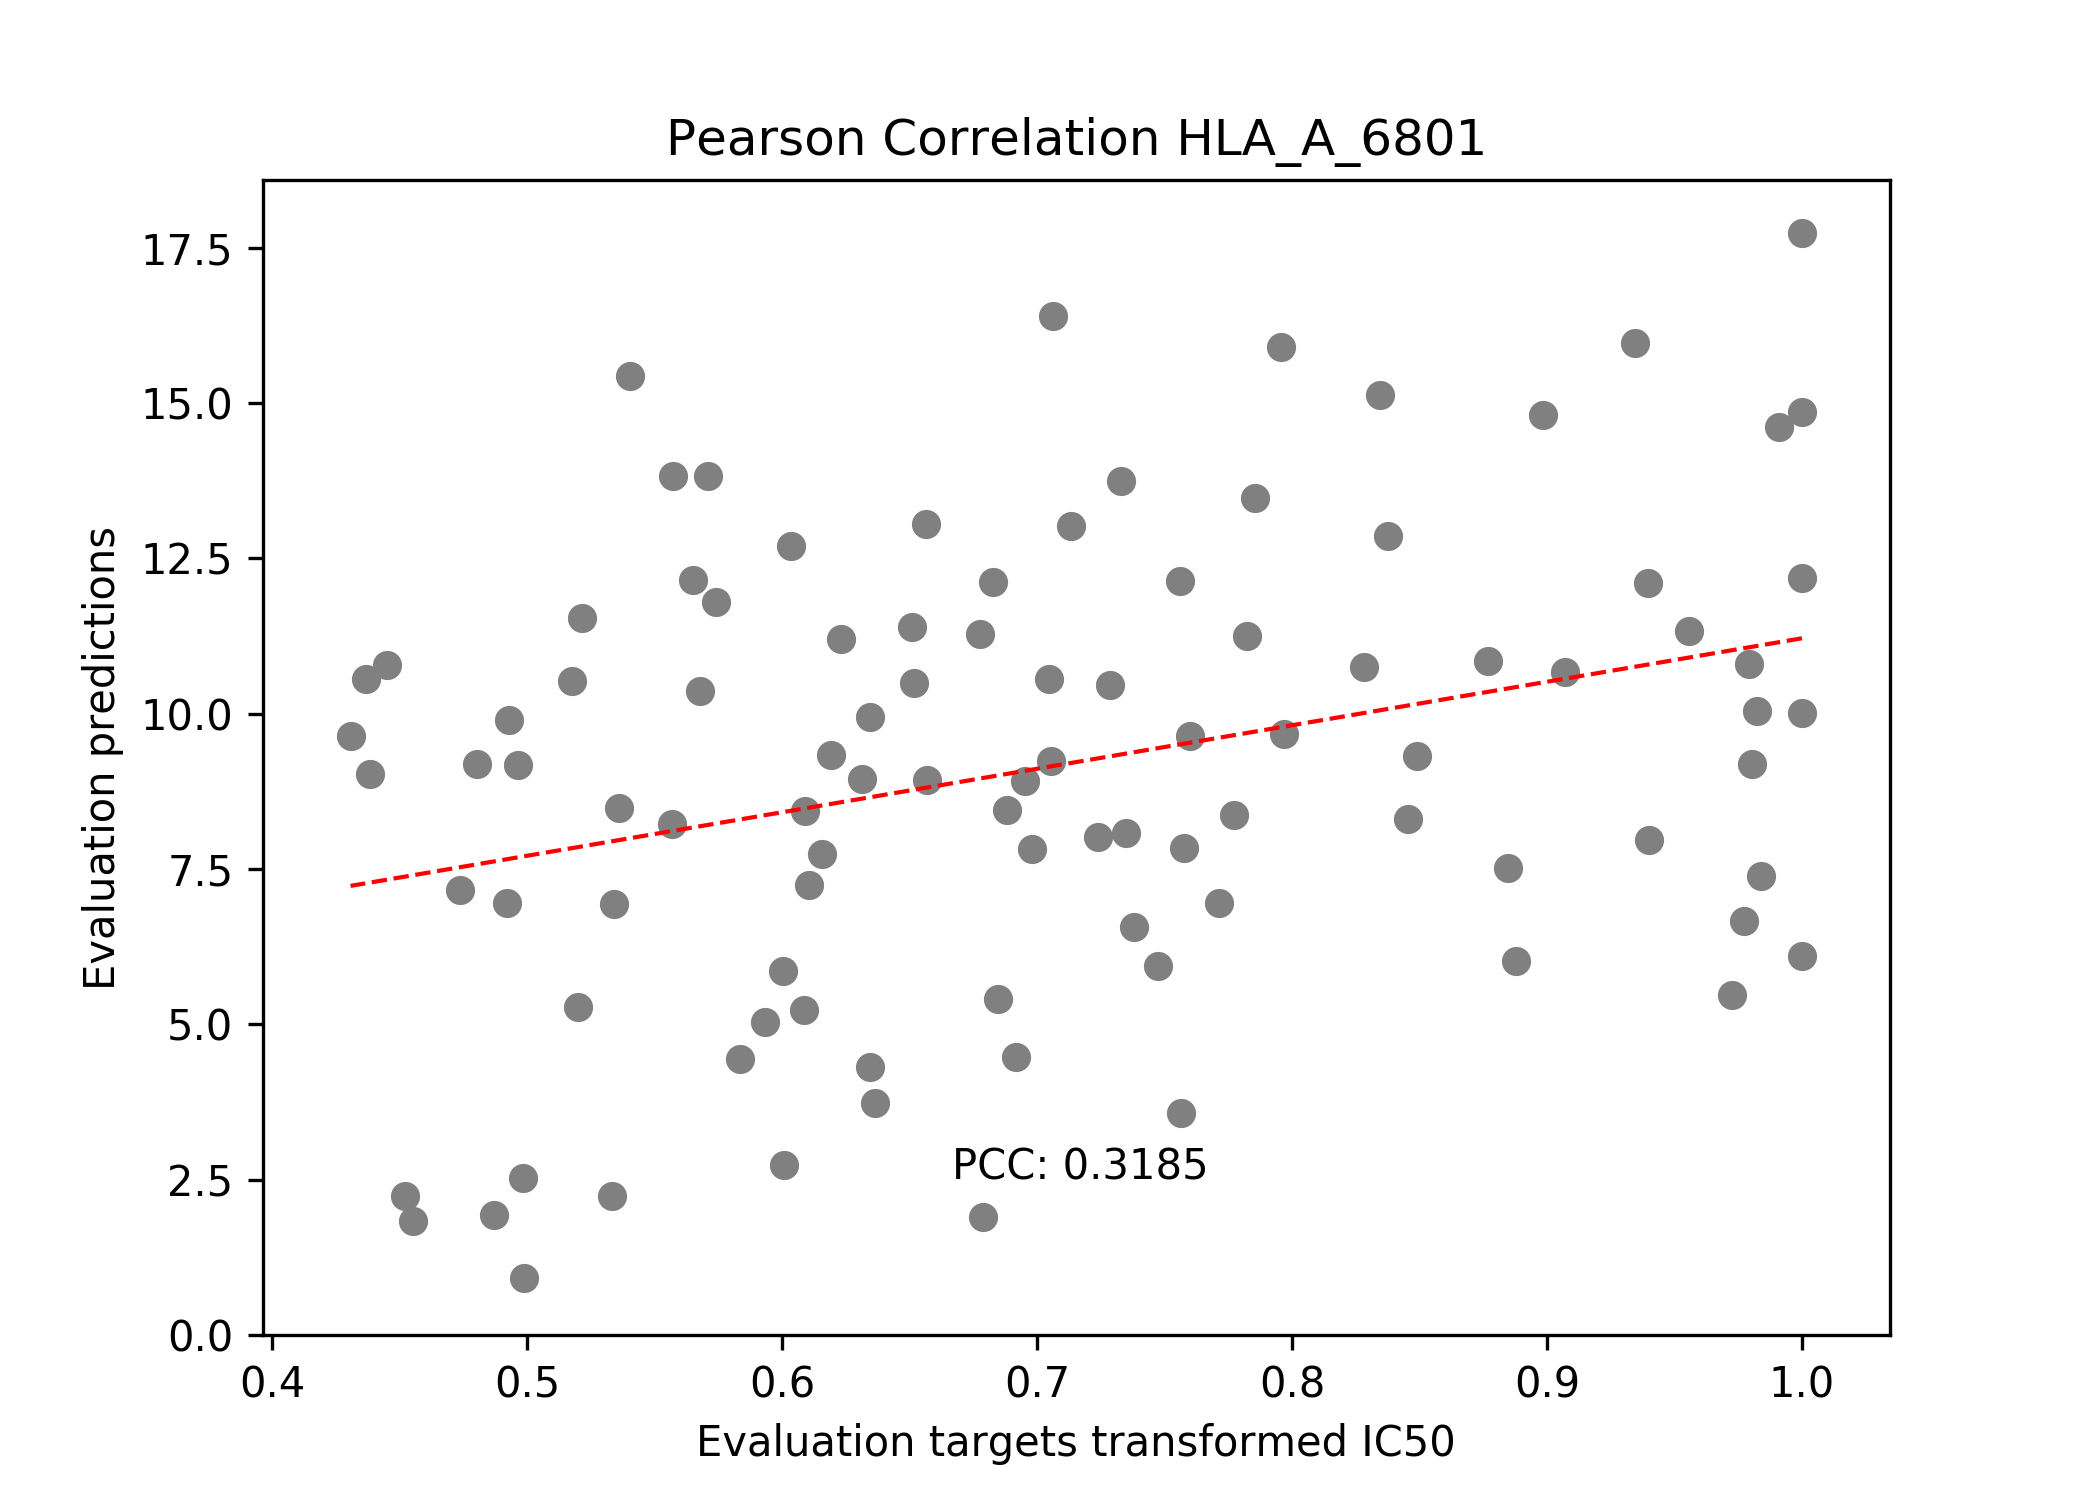 Pearson Correlation HLA_A_6801
17.5
15.0
12.5
10.0
7.5
5.0
2.5
0.0
Evaluation predictions
PCC: 0.3185
0.4 0.5 0.6 0.7 0.8 0.9 1.0
Evaluation targets transformed IC50